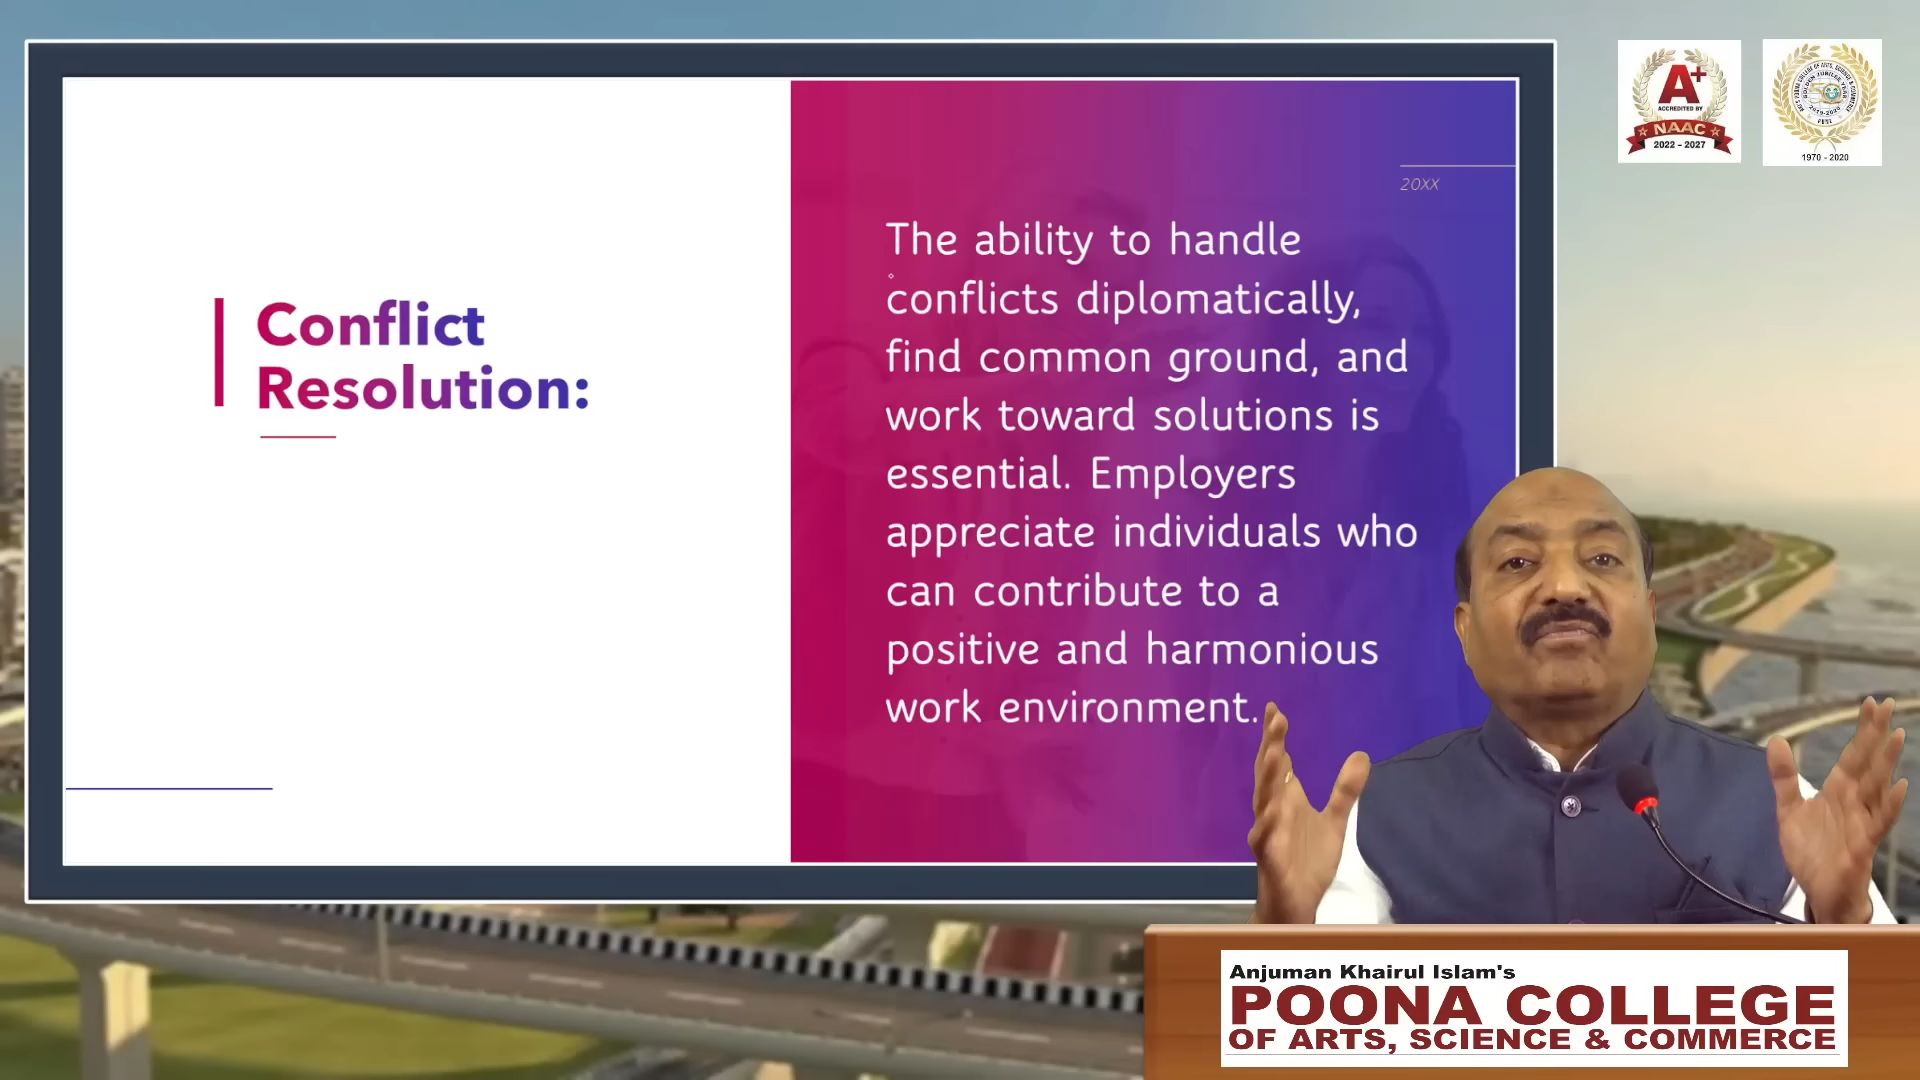 Conflict
Resolution:
20XX
The ability to handle
conflicts diplomatically,
find common ground, and
work toward solutions is
essential. Employers
appreciate individuals who
can contribute to a
positive and harmonious
work environment.
A+
ACCREDITED BY
NAAC
2022 - 2027
1970 - 2020
Anjuman Khairul Islam's
POONA COLLEGE
OF ARTS, SCIENCE & COMMERCE